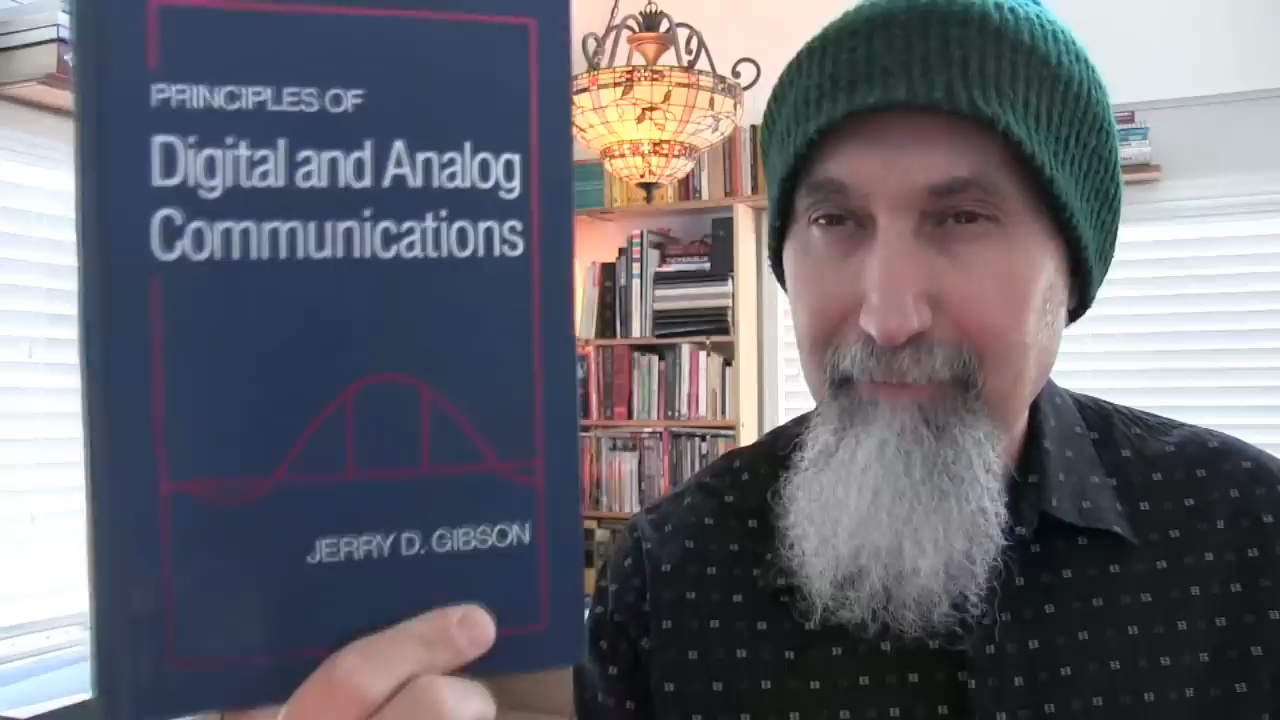 PRINCIPLES OF
Digital and Analog
Communications
JERRY D. GIBSON